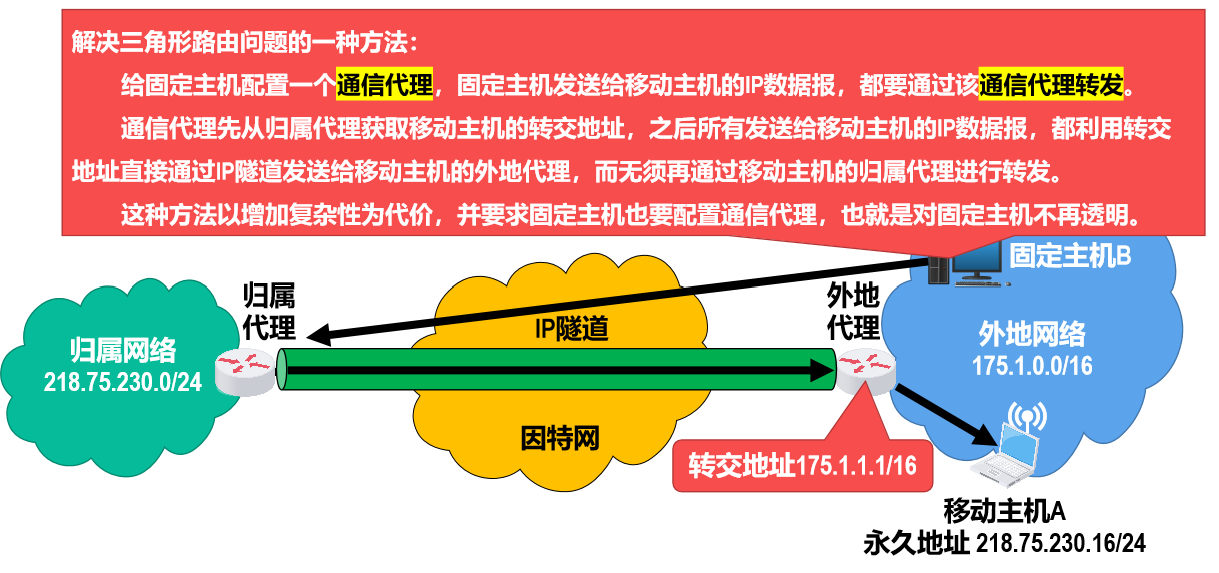 解决三角形路由问题的一种方法：
给固定主机配置一个通信代理，固定主机发送给移动主机的IP数据报，都要通过该通信代理转发。
通信代理先从归属代理获取移动主机的转交地址，之后所有发送给移动主机的IP数据报，都利用转交
地址直接通过IP隧道发送给移动主机的外地代理，而无须再通过移动主机的归属代理进行转发。
这种方法以增加复杂性为代价，并要求固定主机也要配置通信代理，也就是对固定主机不再透明。
固定主机B
归属
代理
外地
代理
IP隧道
归属网络
218.75.230.0/24
外地网络
175.1.0.0/16
因特网
转交地址175.1.1.1/16
移动主机A
永久地址 218.75.230.16/24